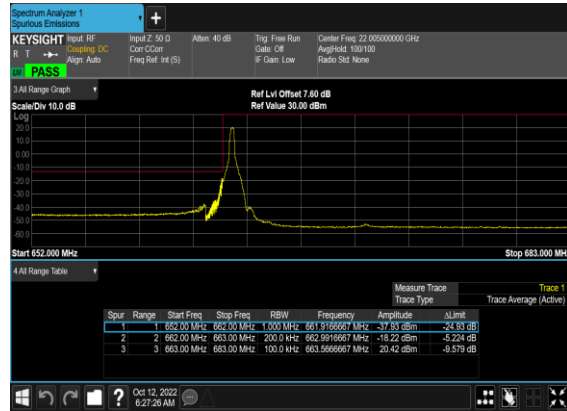 Spectrum Analyzer 1
Spurious Emissions
KEYSIGHT Input: RF Input Z: 50 Ω Atten: 40 dB Trig: Free Run Center Freq: 22.005000000 GHz
R T Coupling: DC Corr CCorr Gate: Off Avg|Hold: 100/100
Align: Auto Freq Ref: Int (S) IF Gain: Low Radio Std: None
PASS
3 All Range Graph
Ref Lvl Offset 7.60 dB
Scale/Div 10.0 dB Ref Value 30.00 dBm
Log
20.0
10.0
0.00
-10.0
-20.0
-30.0
-40.0
-50.0
-60.0
Start 652.000 MHz Stop 683.000 MH
4 All Range Table
Measure Trace Trace 1
Trace Type Trace Average (Active)
Spur Range Start Freq Stop Freq RBW Frequency Amplitude ΔLimit
1 1 652.00 MHz 662.00 MHz 1.000 MHz 661.9166667 MHz -37.93 dBm -24.93 dB
2 2 662.00 MHz 663.00 MHz 200.0 kHz 662.9916667 MHz -18.22 dBm -5.224 dB
3 3 663.00 MHz 683.00 MHz 100.0 kHz 663.5666667 MHz 20.42 dBm -9.579 dB
? Oct 12, 2022
6:27:26 AM